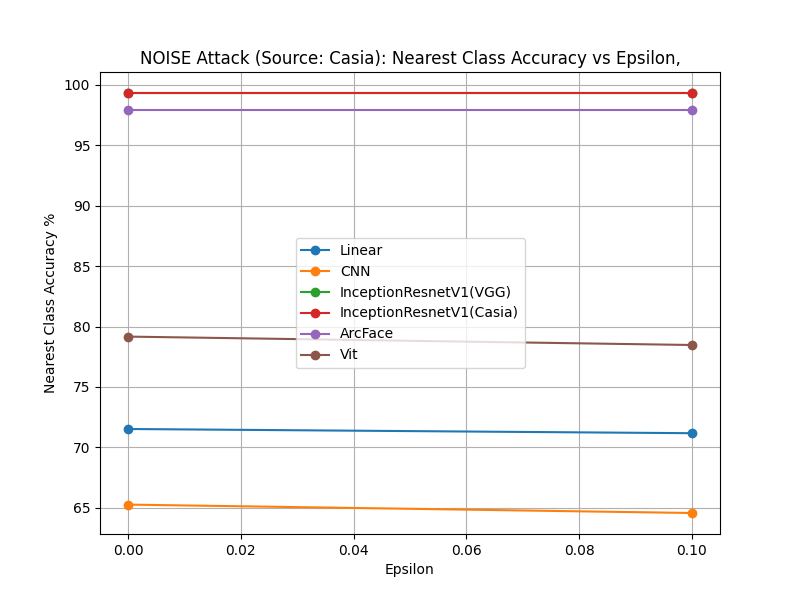 NOISE Attack (Source: Casia): Nearest Class Accuracy vs Epsilon,
Nearest Class Accuracy %
100
95
90
85
80
75
70
65
Linear
CNN
InceptionResnetV1(VGG)
InceptionResnetV1(Casia)
ArcFace
Vit
0.00 0.02 0.04 0.06 0.08 0.10
Epsilon